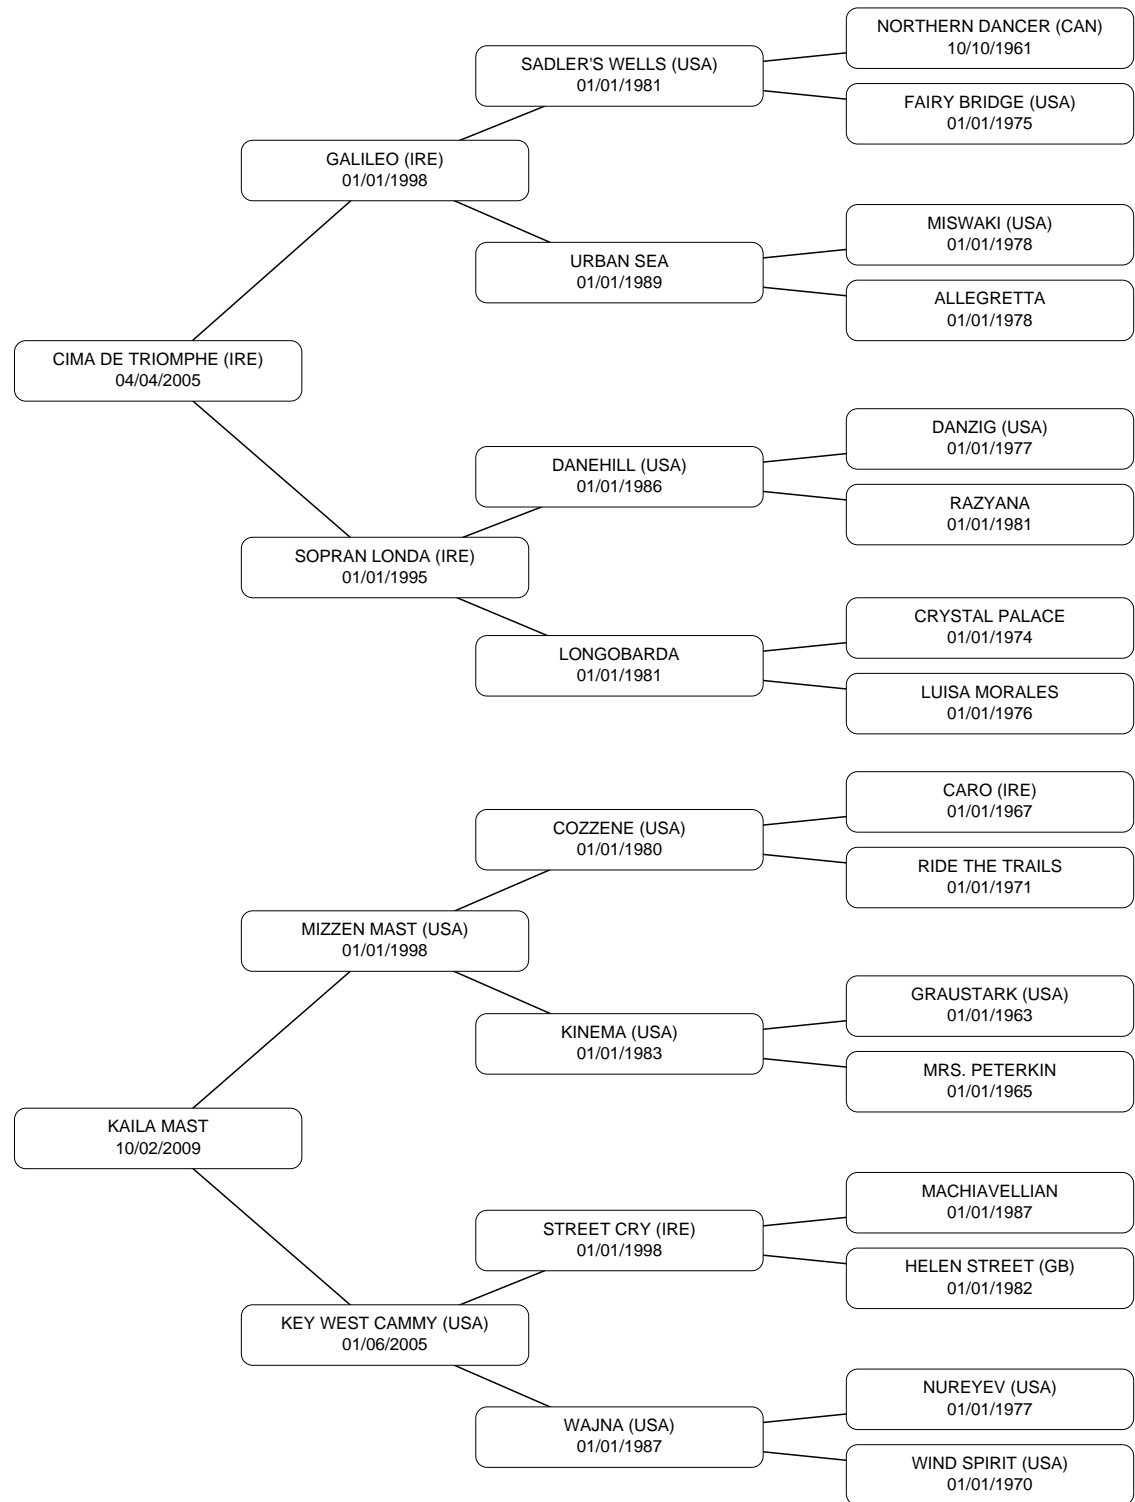 NORTHERN DANCER (CAN)
10/10/1961
SADLER'S WELLS (USA)
01/01/1981
FAIRY BRIDGE (USA)
01/01/1975
GALILEO (IRE)
01/01/1998
MISWAKI (USA)
01/01/1978
URBAN SEA
01/01/1989
ALLEGRETTA
01/01/1978
CIMA DE TRIOMPHE (IRE)
04/04/2005
DANZIG (USA)
01/01/1977
DANEHILL (USA)
01/01/1986
RAZYANA
01/01/1981
SOPRAN LONDA (IRE)
01/01/1995
CRYSTAL PALACE
01/01/1974
LONGOBARDA
01/01/1981
LUISA MORALES
01/01/1976
CARO (IRE)
01/01/1967
COZZENE (USA)
01/01/1980
RIDE THE TRAILS
01/01/1971
MIZZEN MAST (USA)
01/01/1998
GRAUSTARK (USA)
01/01/1963
KINEMA (USA)
01/01/1983
MRS. PETERKIN
01/01/1965
KAILA MAST
10/02/2009
MACHIAVELLIAN
01/01/1987
STREET CRY (IRE)
01/01/1998
HELEN STREET (GB)
01/01/1982
KEY WEST CAMMY (USA)
01/06/2005
NUREYEV (USA)
01/01/1977
WAJNA (USA)
01/01/1987
WIND SPIRIT (USA)
01/01/1970